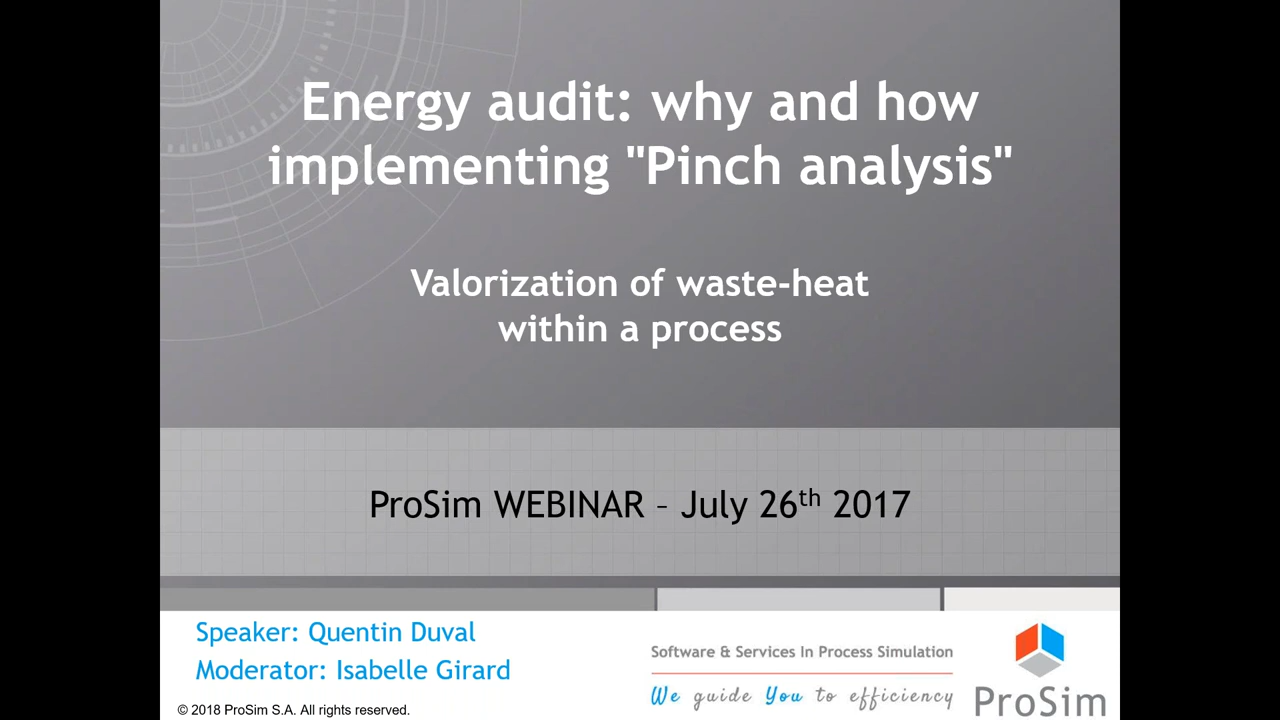 Energy audit: why and how
implementing "Pinch analysis"
Valorization of waste-heat
within a process
ProSim WEBINAR – July 26th 2017
Speaker: Quentin Duval
Moderator: Isabelle Girard
© 2018 ProSim S.A. All rights reserved.
Software & Services In Process Simulation
We guide You to efficiency
ProSim